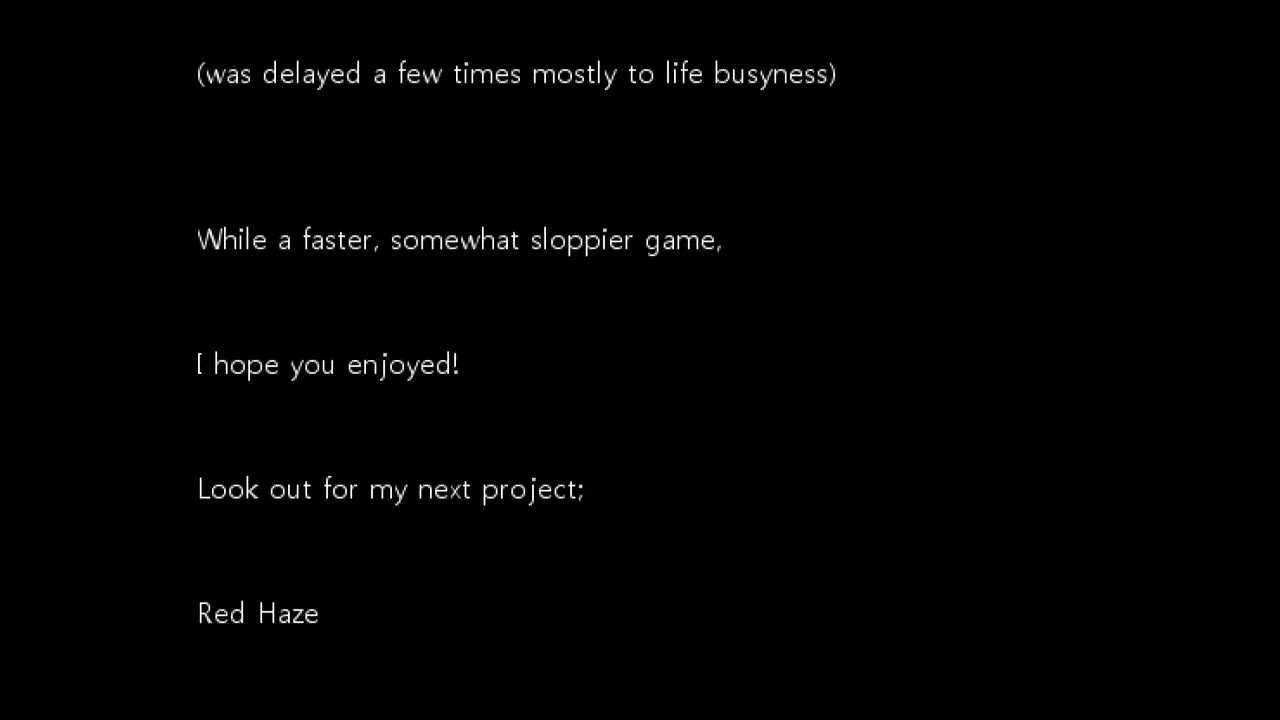 (was delayed a few times mostly to life busyness)
While a faster, somewhat sloppier game,
I hope you enjoyed!
Look out for my next project;
Red Haze